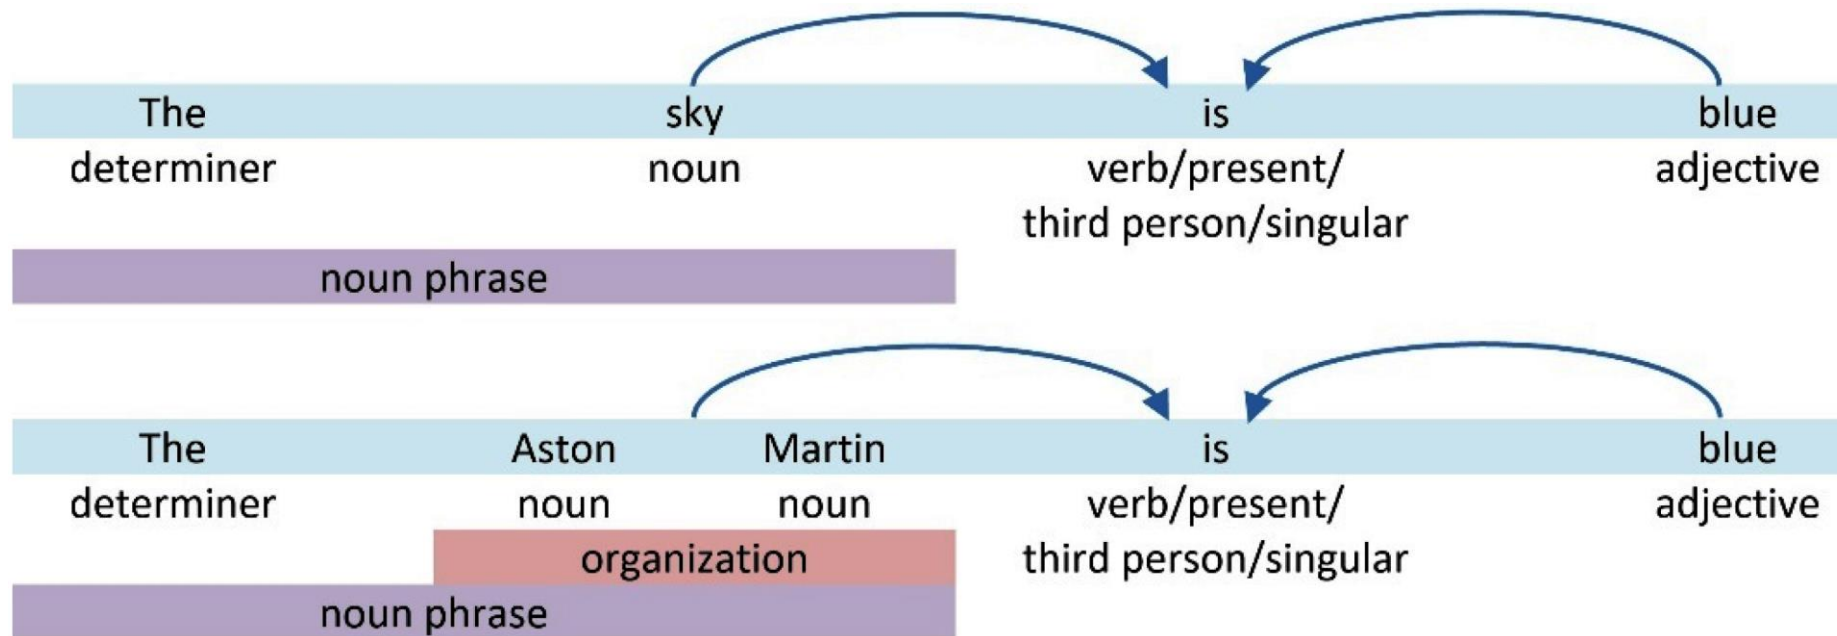 The sky is blue
determiner noun verb/present/ adjective
third person/singular
noun phrase
The Aston Martin is blue
determiner noun noun verb/present/ adjective
organization third person/singular
noun phrase